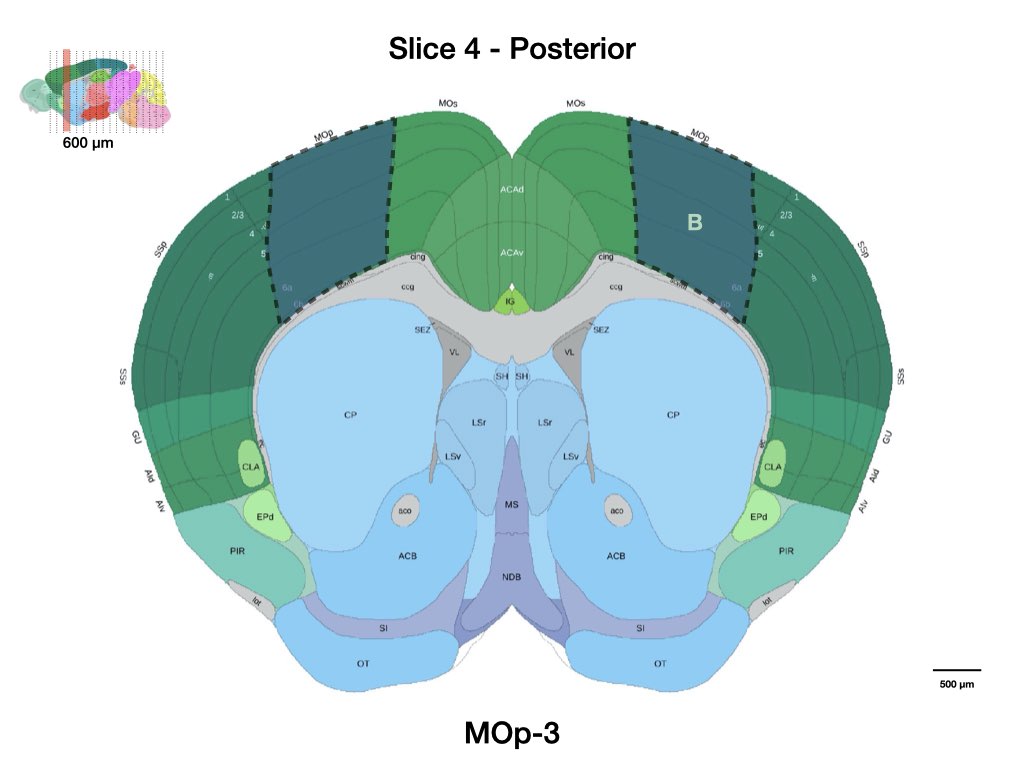 Slice 4 - Posterior
600 µm
MOs
MOs
MOp
MOp
ACAd
B
1
1
2/3
2/3
4
4
SSp
SSp
5
5
ACAv
cing
cing
6a
6a
ccg
ccg
6b
6b
IG
SEZ
SEZ
VL
VL
SSs
SH
SH
SSs
CP
CP
LSr
LSr
GU
GU
LSv
LSv
CLA
CLA
AId
AId
MS
AIv
AIv
aco
aco
EPd
EPd
PIR
PIR
ACB
ACB
NDB
lot
lot
SI
SI
OT
OT
500 µm
MOp-3